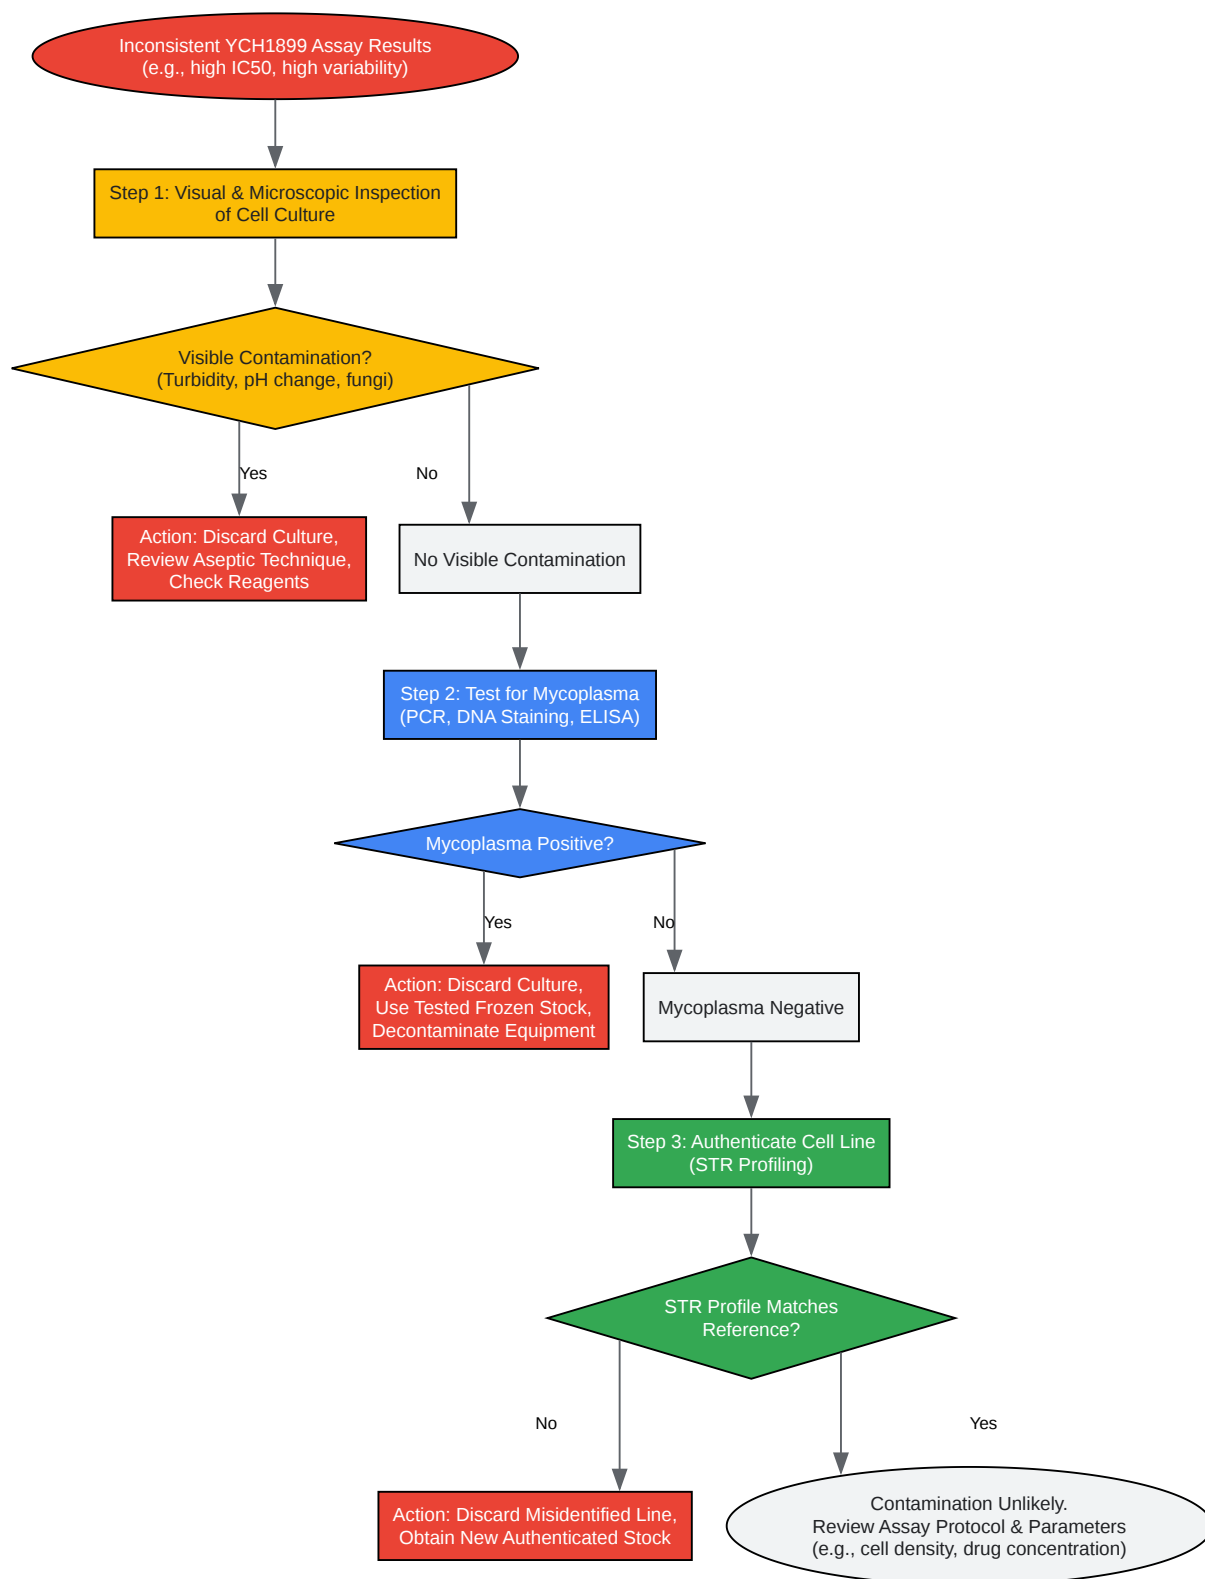 Inconsistent YCH1899 Assay Results
(e.g., high IC50, high variability)
Step 1: Visual & Microscopic Inspection
of Cell Culture
Visible Contamination?
(Turbidity, pH change, fungi)
Yes
No
Action: Discard Culture,
Review Aseptic Technique,
Check Reagents
No Visible Contamination
Step 2: Test for Mycoplasma
(PCR, DNA Staining, ELISA)
Mycoplasma Positive?
Yes
No
Action: Discard Culture,
Use Tested Frozen Stock,
Decontaminate Equipment
Mycoplasma Negative
Step 3: Authenticate Cell Line
(STR Profiling)
STR Profile Matches
Reference?
No
Yes
Action: Discard Misidentified Line,
Obtain New Authenticated Stock
Contamination Unlikely.
Review Assay Protocol & Parameters
(e.g., cell density, drug concentration)